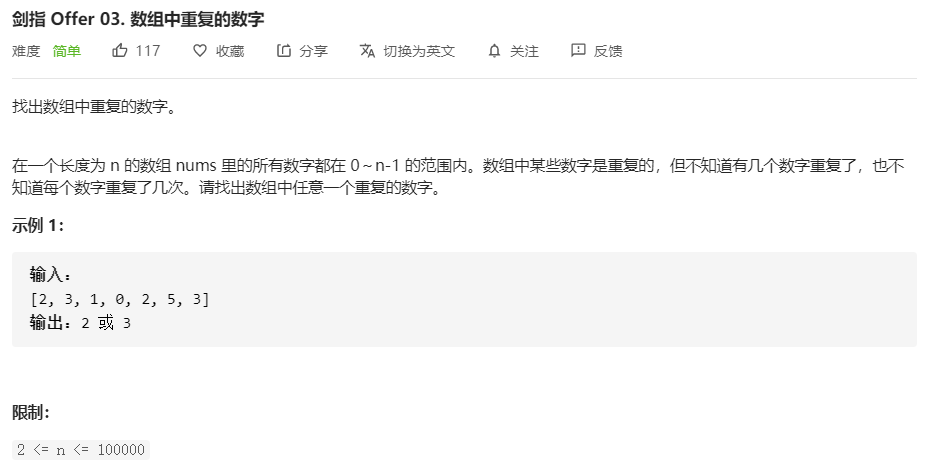 剑指 Offer 03. 数组中重复的数字
难度 简单 117 收藏 分享 切换为英文 关注 反馈
找出数组中重复的数字。
在一个长度为 n 的数组 nums 里的所有数字都在 0～n-1 的范围内。数组中某些数字是重复的，但不知道有几个数字重复了，也不
知道每个数字重复了几次。请找出数组中任意一个重复的数字。
示例 1：
输入：
[2, 3, 1, 0, 2, 5, 3]
输出：2 或 3
限制：
2 <= n <= 100000